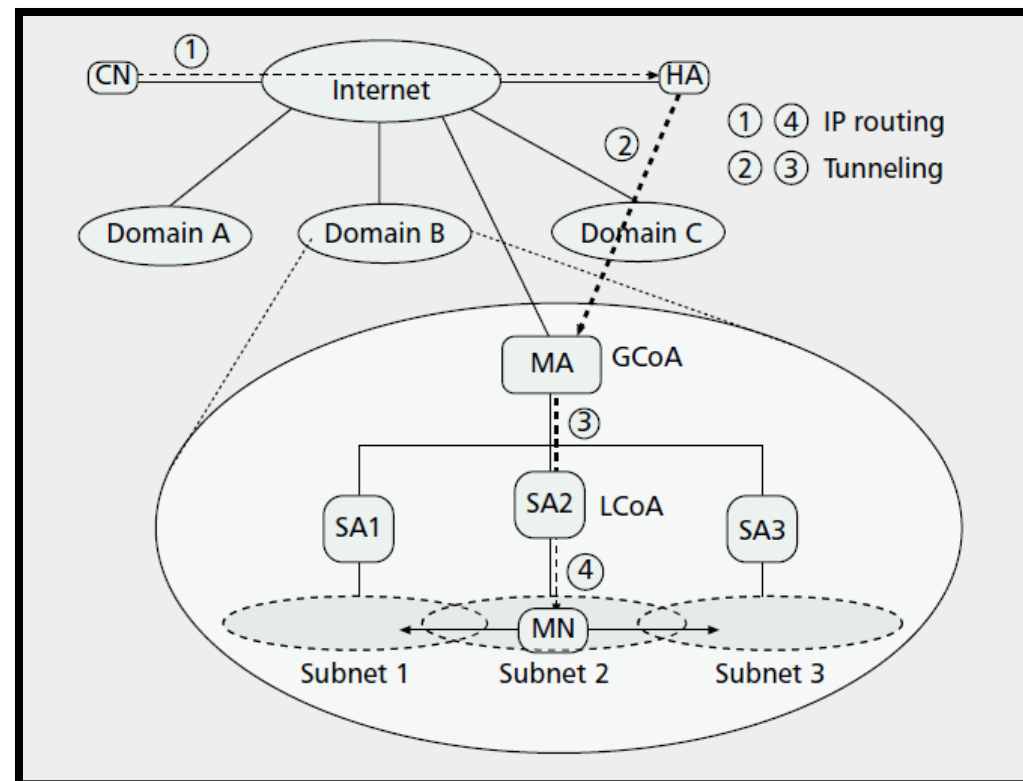 ①
CN
Internet
HA
① ④ IP routing
②
② ③ Tunneling
Domain A
Domain B
Domain C
MA
GCoA
③
SA1
SA2
LCoA
SA3
④
MN
Subnet 1
Subnet 2
Subnet 3